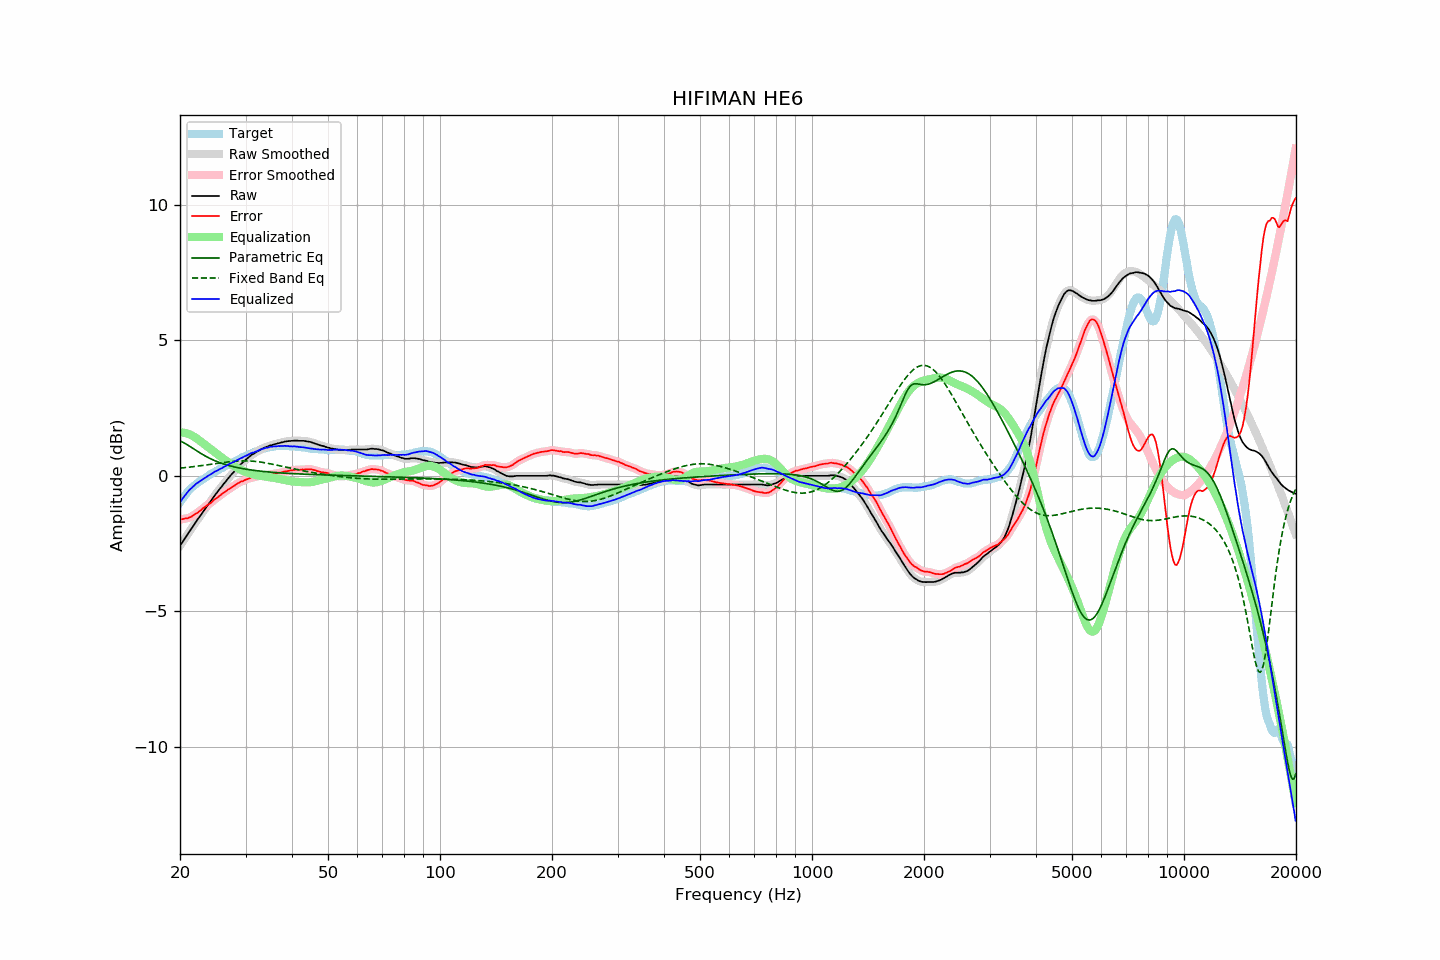 HIFIMAN HE6
Target
Raw Smoothed
Error Smoothed
Raw
Error
Equalization
Parametric Eq
Fixed Band Eq
Equalized
10
5
0
−5
−10
Amplitude (dBr)
20 50 100 200 500 1000 2000 5000 10000 20000
Frequency (Hz)